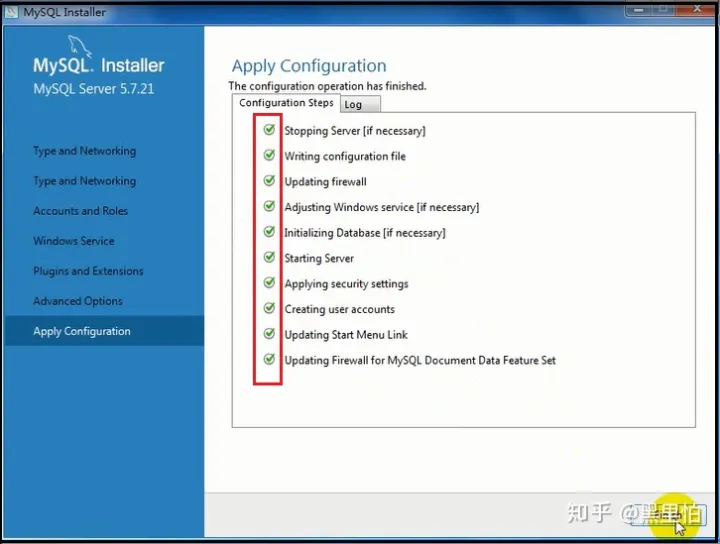 MySQL Installer
MySQL® Installer
MySQL Server 5.7.21
Type and Networking
Type and Networking
Accounts and Roles
Windows Service
Plugins and Extensions
Advanced Options
Apply Configuration
Apply Configuration
The configuration operation has finished.
Configuration Steps Log
Stopping Server [if necessary]
Writing configuration file
Updating firewall
Adjusting Windows service [if necessary]
Initializing Database [if necessary]
Starting Server
Applying security settings
Creating user accounts
Updating Start Menu Link
Updating Firewall for MySQL Document Data Feature Set
知乎 @黑黑怕